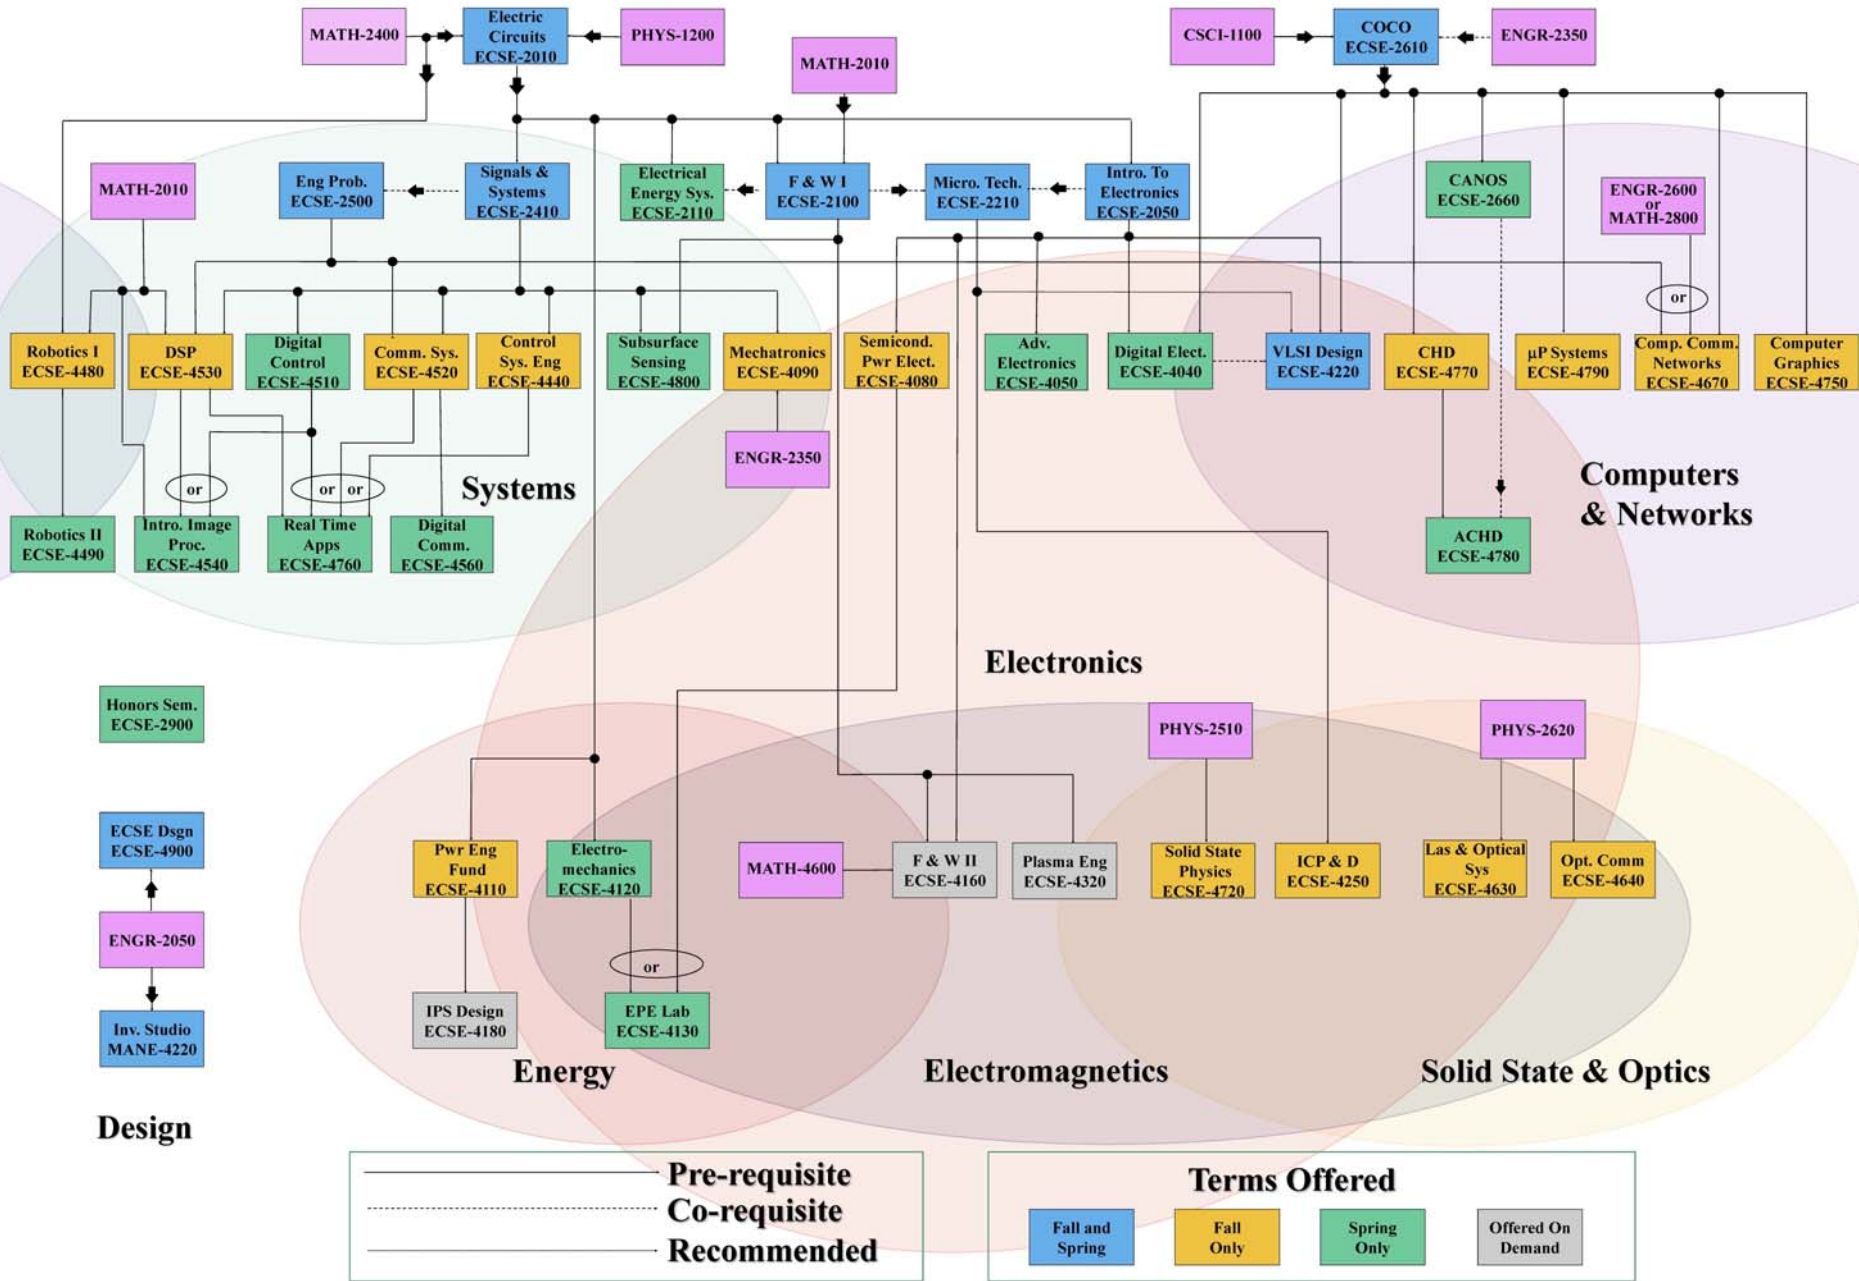 MATH-2400
Electric
Circuits
ECSE-2010
PHYS-1200
MATH-2010
CSCI-1100
COCO
ECSE-2610
ENGR-2350
MATH-2010
Eng Prob.
ECSE-2500
Signals &
Systems
ECSE-2410
Electrical
Energy Sys.
ECSE-2110
F & W I
ECSE-2100
Micro. Tech.
ECSE-2210
Intro. To
Electronics
ECSE-2050
CANOS
ECSE-2660
ENGR-2600
or
MATH-2800
or
Robotics I
ECSE-4480
DSP
ECSE-4530
Digital
Control
ECSE-4510
Comm. Sys.
ECSE-4520
Control
Sys. Eng
ECSE-4440
Subsurface
Sensing
ECSE-4800
Mechatronics
ECSE-4090
Semicond.
Pwr Elect.
ECSE-4080
Adv.
Electronics
ECSE-4050
Digital Elect.
ECSE-4040
VLSI Design
ECSE-4220
CHD
ECSE-4770
µP Systems
ECSE-4790
Comp. Comm.
Networks
ECSE-4670
Computer
Graphics
ECSE-4750
ENGR-2350
or
or or
Systems
Computers
& Networks
Robotics II
ECSE-4490
Intro. Image
Proc.
ECSE-4540
Real Time
Apps
ECSE-4760
Digital
Comm.
ECSE-4560
ACHD
ECSE-4780
Electronics
Honors Sem.
ECSE-2900
PHYS-2510
PHYS-2620
ECSE Dsgn
ECSE-4900
Pwr Eng
Fund
ECSE-4110
Electro-
mechanics
ECSE-4120
MATH-4600
F & W II
ECSE-4160
Plasma Eng
ECSE-4320
Solid State
Physics
ECSE-4720
ICP & D
ECSE-4250
Las & Optical
Sys
ECSE-4630
Opt. Comm
ECSE-4640
ENGR-2050
or
Inv. Studio
MANE-4220
IPS Design
ECSE-4180
EPE Lab
ECSE-4130
Energy
Electromagnetics
Solid State & Optics
Design
Pre-requisite
Co-requisite
Recommended
Terms Offered
Fall and
Spring
Fall
Only
Spring
Only
Offered On
Demand